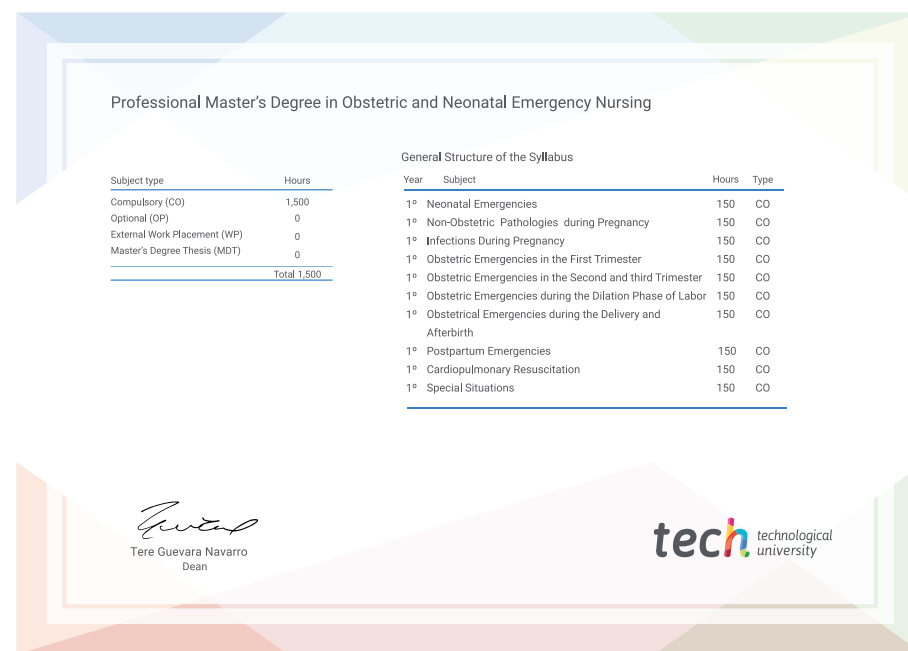 Professional Master's Degree in Obstetric and Neonatal Emergency Nursing
Subject type Hours
Compulsory (CO) 1,500
Optional (OP) 0
External Work Placement (WP) 0
Master's Degree Thesis (MDT) 0
Total 1,500
General Structure of the Syllabus
Year Subject Hours Type
1º Neonatal Emergencies 150 CO
1º Non-Obstetric Pathologies during Pregnancy 150 CO
1º Infections During Pregnancy 150 CO
1º Obstetric Emergencies in the First Trimester 150 CO
1º Obstetric Emergencies in the Second and third Trimester 150 CO
1º Obstetric Emergencies during the Dilation Phase of Labor 150 CO
1º Obstetrical Emergencies during the Delivery and 150 CO
Afterbirth
1º Postpartum Emergencies 150 CO
1º Cardiopulmonary Resuscitation 150 CO
1º Special Situations 150 CO
Tere Guevara Navarro
Dean
tech technological
university